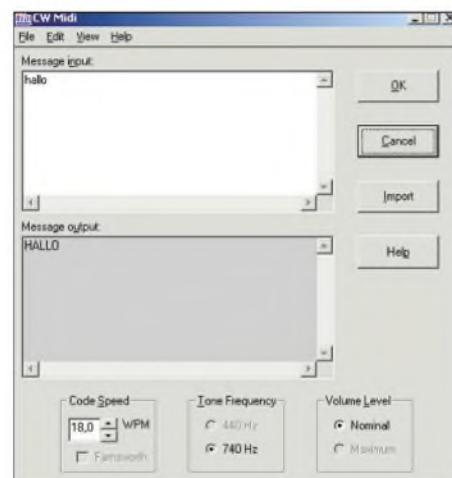 CW Midi
File Edit View Help
Message input:
hallo
OK
Cancel
Import
Help
Message output:
HALLO
Code Speed
18,0 WPM
Farnsworth
Tone Frequency
440 Hz
740 Hz
Volume Level
Nominal
Maximum